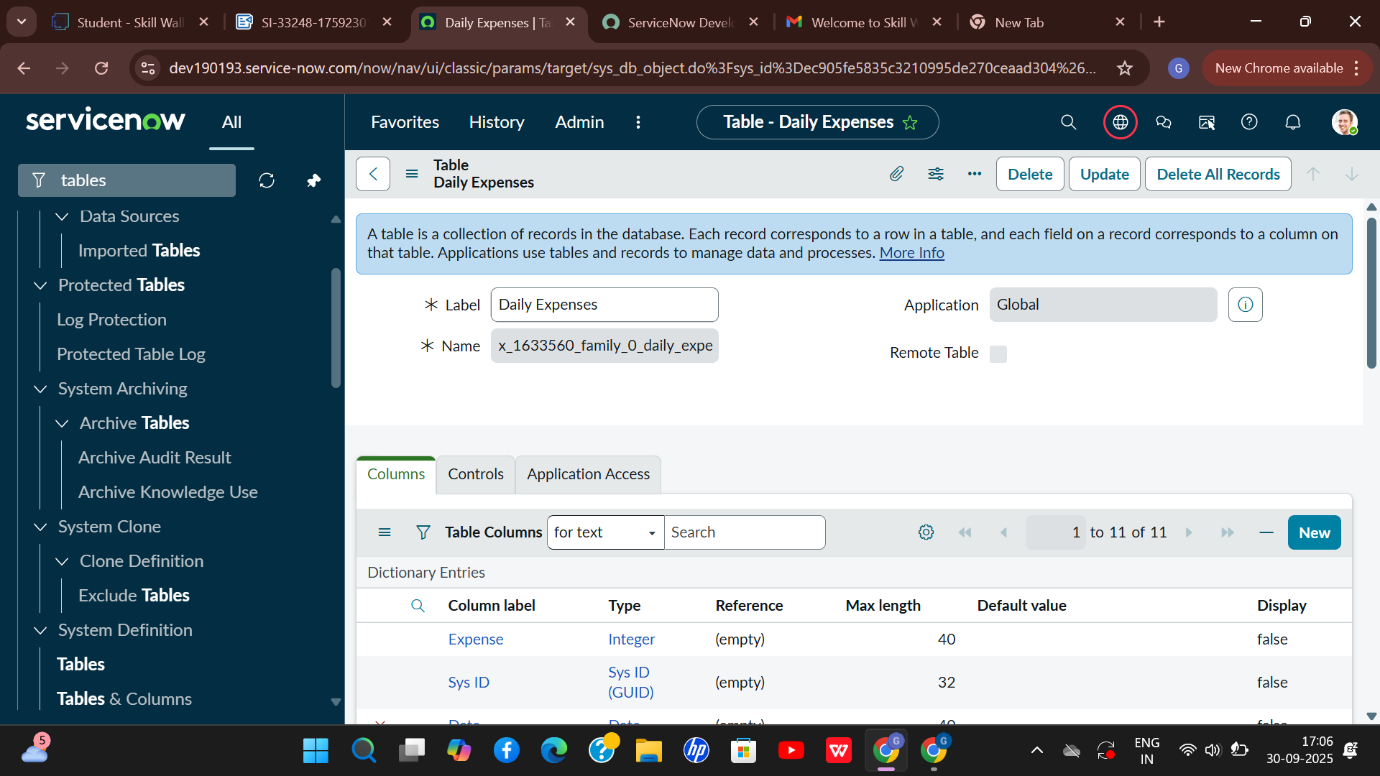 Student - Skill Wall
SI-33248-1759230
Daily Expenses | Ta
ServiceNow Devel
Welcome to Skill W
New Tab
dev190193.service-now.com/now/nav/ui/classic/params/target/sys_db_object.do%3Fsys_id%3Dec905fe5835c3210995de270ceaad304%26...
G
New Chrome available
servicenow
All
Favorites
History
Admin
Table - Daily Expenses
tables
Data Sources
Imported Tables
Protected Tables
Log Protection
Protected Table Log
System Archiving
Archive Tables
Archive Audit Result
Archive Knowledge Use
System Clone
Clone Definition
Exclude Tables
System Definition
Tables
Tables & Columns
Table
Daily Expenses
Delete
Update
Delete All Records
A table is a collection of records in the database. Each record corresponds to a row in a table, and each field on a record corresponds to a column on
that table. Applications use tables and records to manage data and processes. More Info
Label
Daily Expenses
Application
Global
Name
x_1633560_family_0_daily_expe
Remote Table
Columns
Controls
Application Access
Table Columns
for text
Search
1 to 11 of 11
New
Dictionary Entries
Column label Type Reference Max length Default value Display
Expense Integer (empty) 40 false
Sys ID Sys ID (GUID) (empty) 32 false
Date Date (empty) 40 false
5
ENG
IN
17:06
30-09-2025